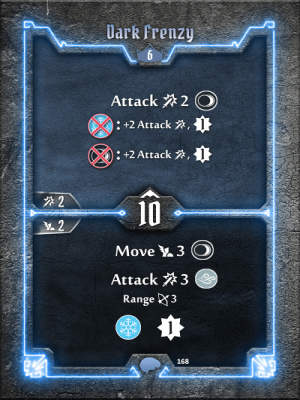 Dark Frenzy
6
Attack 2
: +2 Attack , 1
: +2 Attack , 1
2
10
2
Move 3
Attack 3
Range 3
1
168